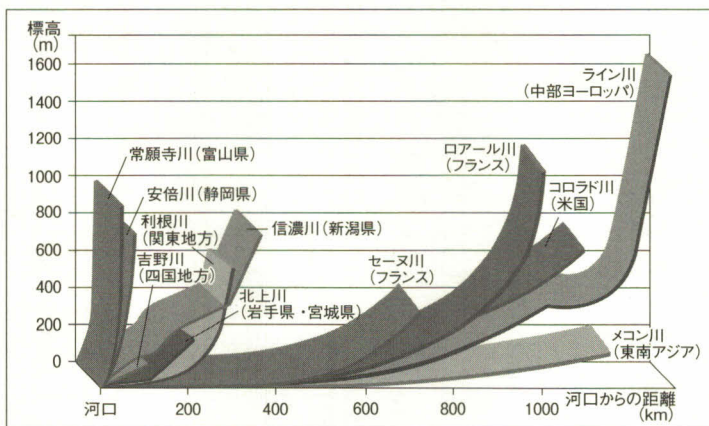 標高
(m)
1600
1400
1200
1000
800
600
400
200
0
常願寺川(富山県)
安倍川(静岡県)
利根川
(関東地方)
吉野川
(四国地方)
信濃川(新潟県)
北上川
(岩手県・宮城県)
セーヌ川
(フランス)
ロアール川
(フランス)
コロラド川
(米国)
ライン川
(中部ヨーロッパ)
メコン川
(東南アジア)
河口
200
400
600
800
1000
河口からの距離
(km)